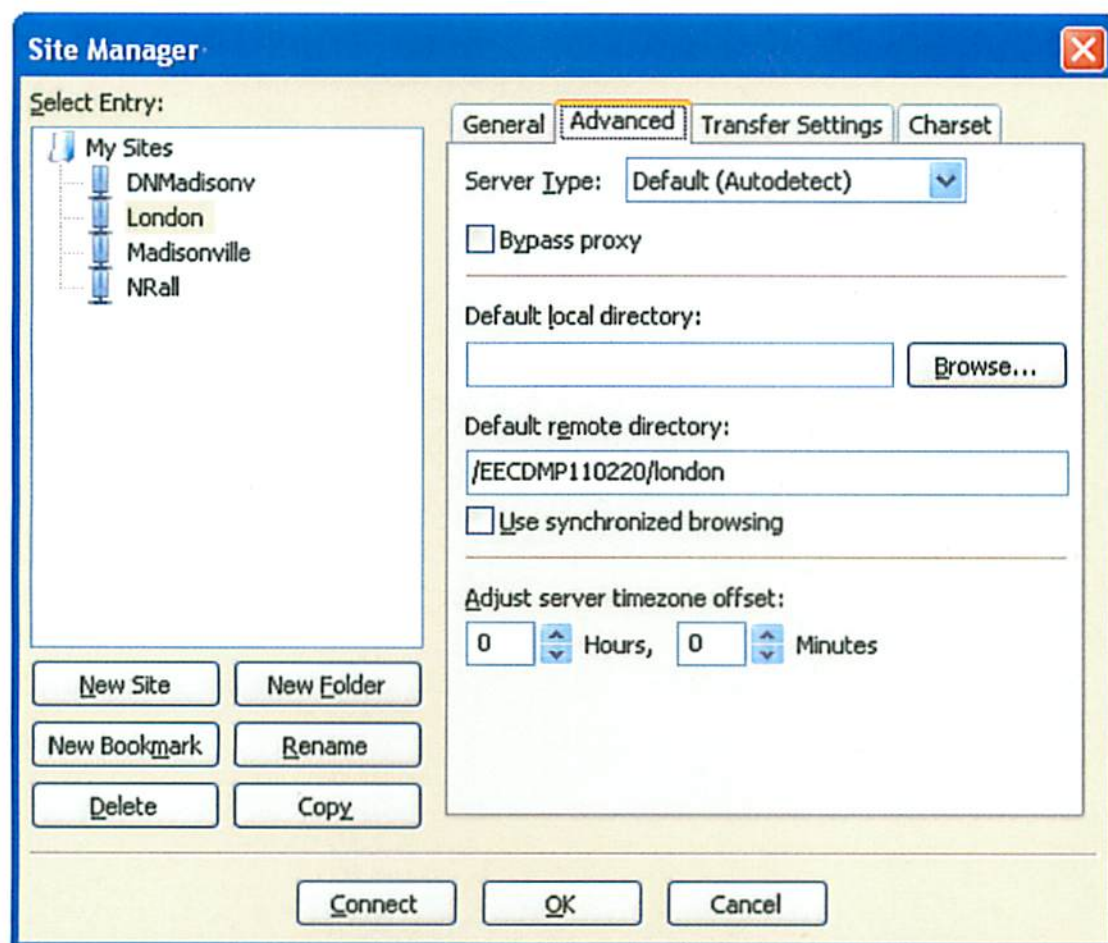 Site Manager
Select Entry:
My Sites
DNMadisonv
London
Madisonville
NRall
New Site
New Folder
New Bookmark
Rename
Delete
Copy
General
Advanced
Transfer Settings
Charset
Server Type:
Default (Autodetect)
Bypass proxy
Default local directory:
Browse...
Default remote directory:
/EECDMP110220/london
Use synchronized browsing
Adjust server timezone offset:
0 Hours, 0 Minutes
Connect
OK
Cancel